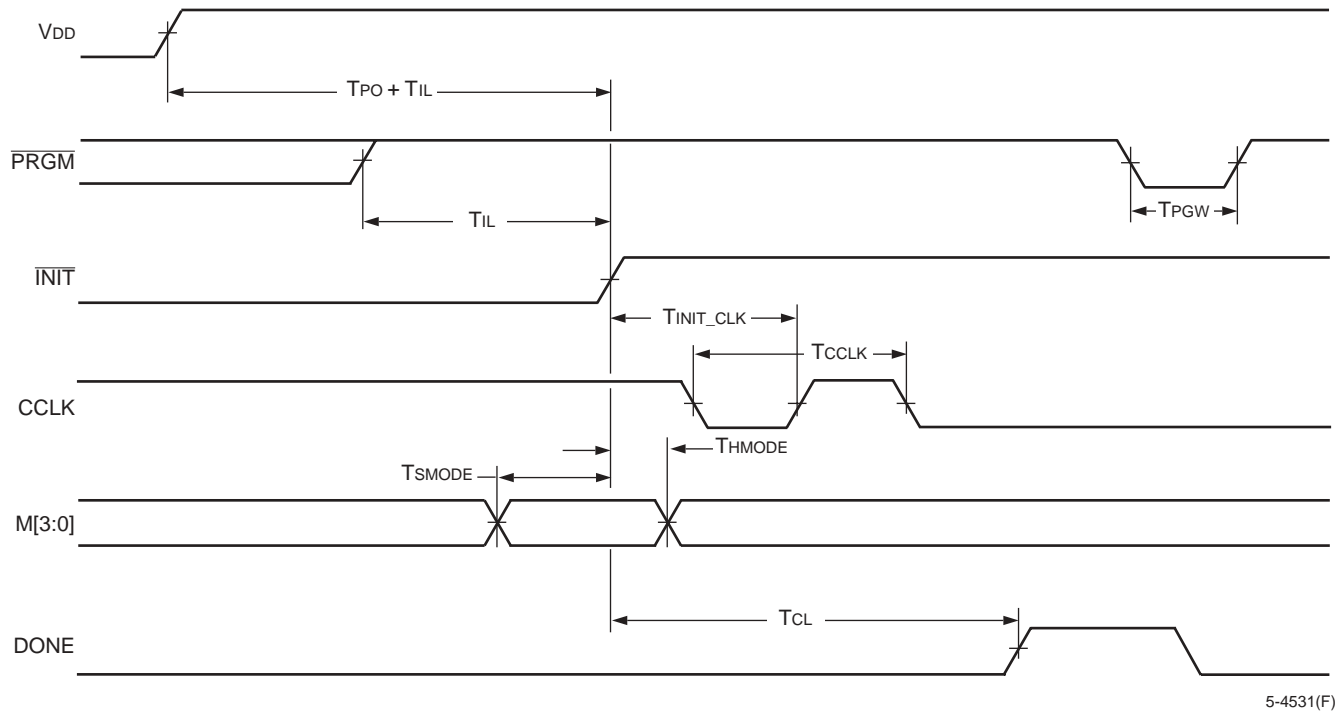 VDD
TPO + TIL
PRGM
TIL
TPGW
INIT
TINIT_CLK
TCCLK
CCLK
THMODE
TSMODE
M[3:0]
TCL
DONE
5-4531(F)